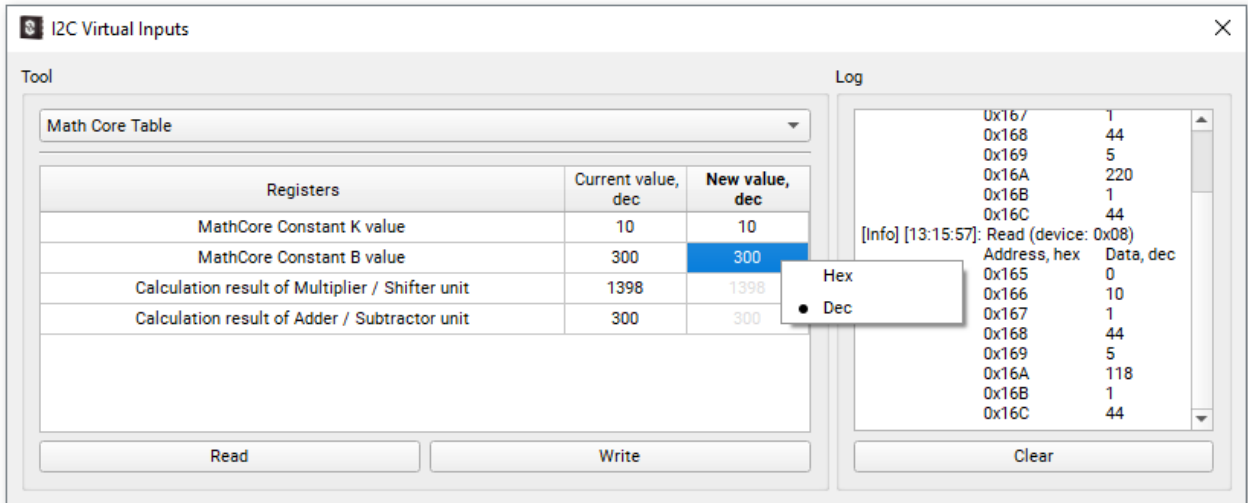 I2C Virtual Inputs
Tool
Math Core Table
Registers
Current value, dec
New value, dec
MathCore Constant K value 10 10
MathCore Constant B value 300 300
Calculation result of Multiplier / Shifter unit 1398 1398
Calculation result of Adder / Subtractor unit 300 300
Hex
Dec
Read
Write
Log
0x167 1
0x168 44
0x169 5
0x16A 220
0x16B 1
0x16C 44
[Info] [13:15:57]: Read (device: 0x08)
Address, hex Data, dec
0x165 0
0x166 10
0x167 1
0x168 44
0x169 5
0x16A 118
0x16B 1
0x16C 44
Clear